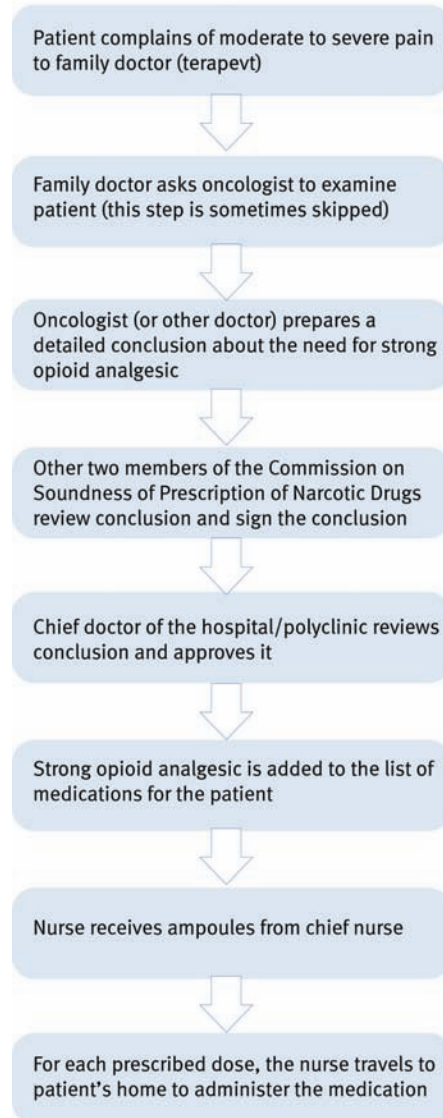 Patient complains of moderate to severe pain
to family doctor (terapevt)
Family doctor asks oncologist to examine
patient (this step is sometimes skipped)
Oncologist (or other doctor) prepares a
detailed conclusion about the need for strong
opioid analgesic
Other two members of the Commission on
Soundness of Prescription of Narcotic Drugs
review conclusion and sign the conclusion
Chief doctor of the hospital/polyclinic reviews
conclusion and approves it
Strong opioid analgesic is added to the list of
medications for the patient
Nurse receives ampoules from chief nurse
For each prescribed dose, the nurse travels to
patient's home to administer the medication